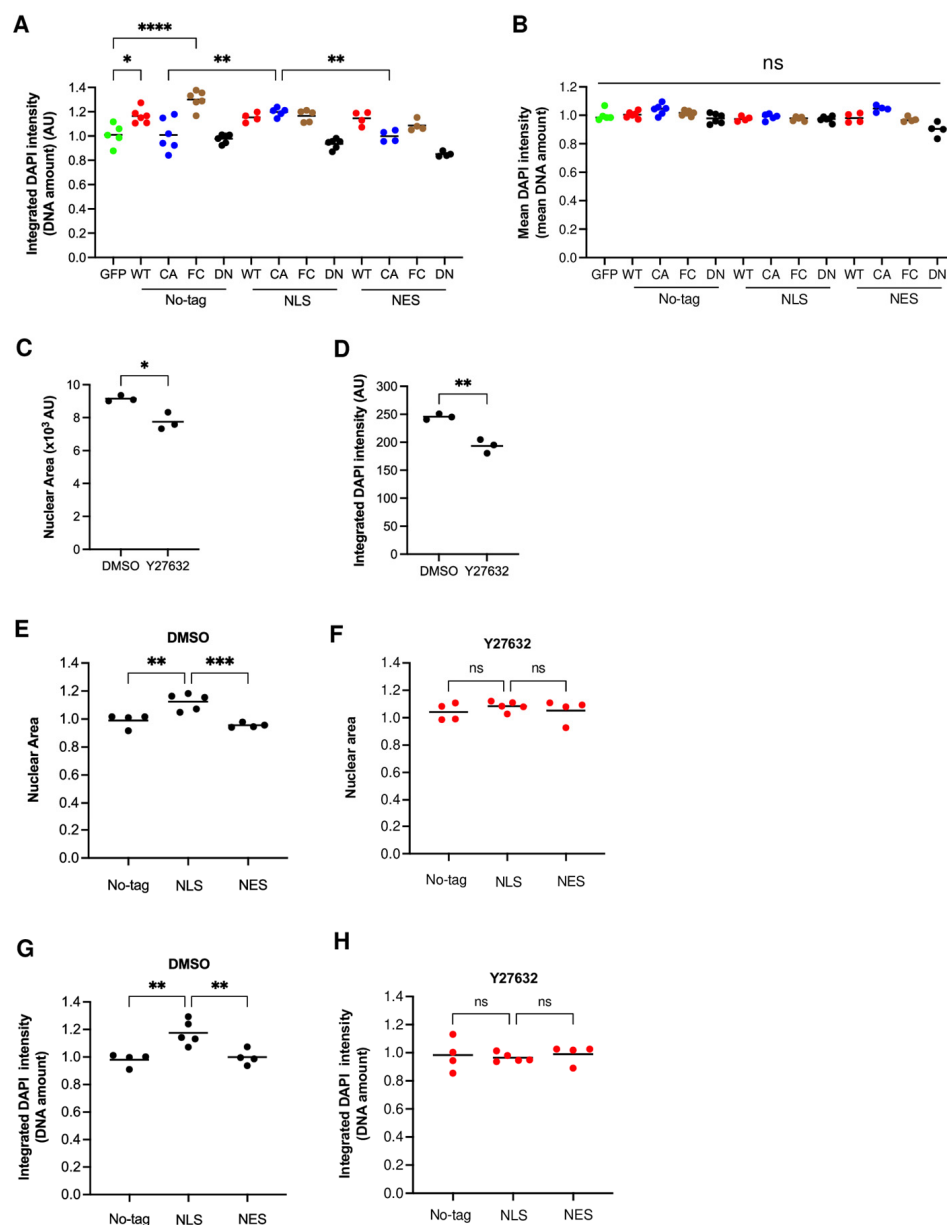 A
****
*
**
**
Integrated DAPI intensity
(DNA amount) (AU)
1.4
1.2
1.0
0.8
0.6
0.4
0.2
0.0
GFP WT CA FC DN WT CA FC DN WT CA FC DN
No-tag NLS NES
B
ns
Mean DAPI intensity
(mean DNA amount)
1.2
1.0
0.8
0.6
0.4
0.2
0.0
GFP WT CA FC DN WT CA FC DN WT CA FC DN
No-tag NLS NES
C
*
Nuclear Area (x10³ AU)
10
8
6
4
2
0
DMSO Y27632
D
**
Integrated DAPI intensity (AU)
300
250
200
150
100
50
0
DMSO Y27632
E
DMSO
** ***
Nuclear Area
1.4
1.2
1.0
0.8
0.6
0.4
0.2
0.0
No-tag NLS NES
F
Y27632
ns ns
Nuclear area
1.4
1.2
1.0
0.8
0.6
0.4
0.2
0.0
No-tag NLS NES
G
DMSO
** **
Integrated DAPI intensity
(DNA amount)
1.4
1.2
1.0
0.8
0.6
0.4
0.2
0.0
No-tag NLS NES
H
Y27632
ns ns
Integrated DAPI intensity
(DNA amount)
1.4
1.2
1.0
0.8
0.6
0.4
0.2
0.0
No-tag NLS NES